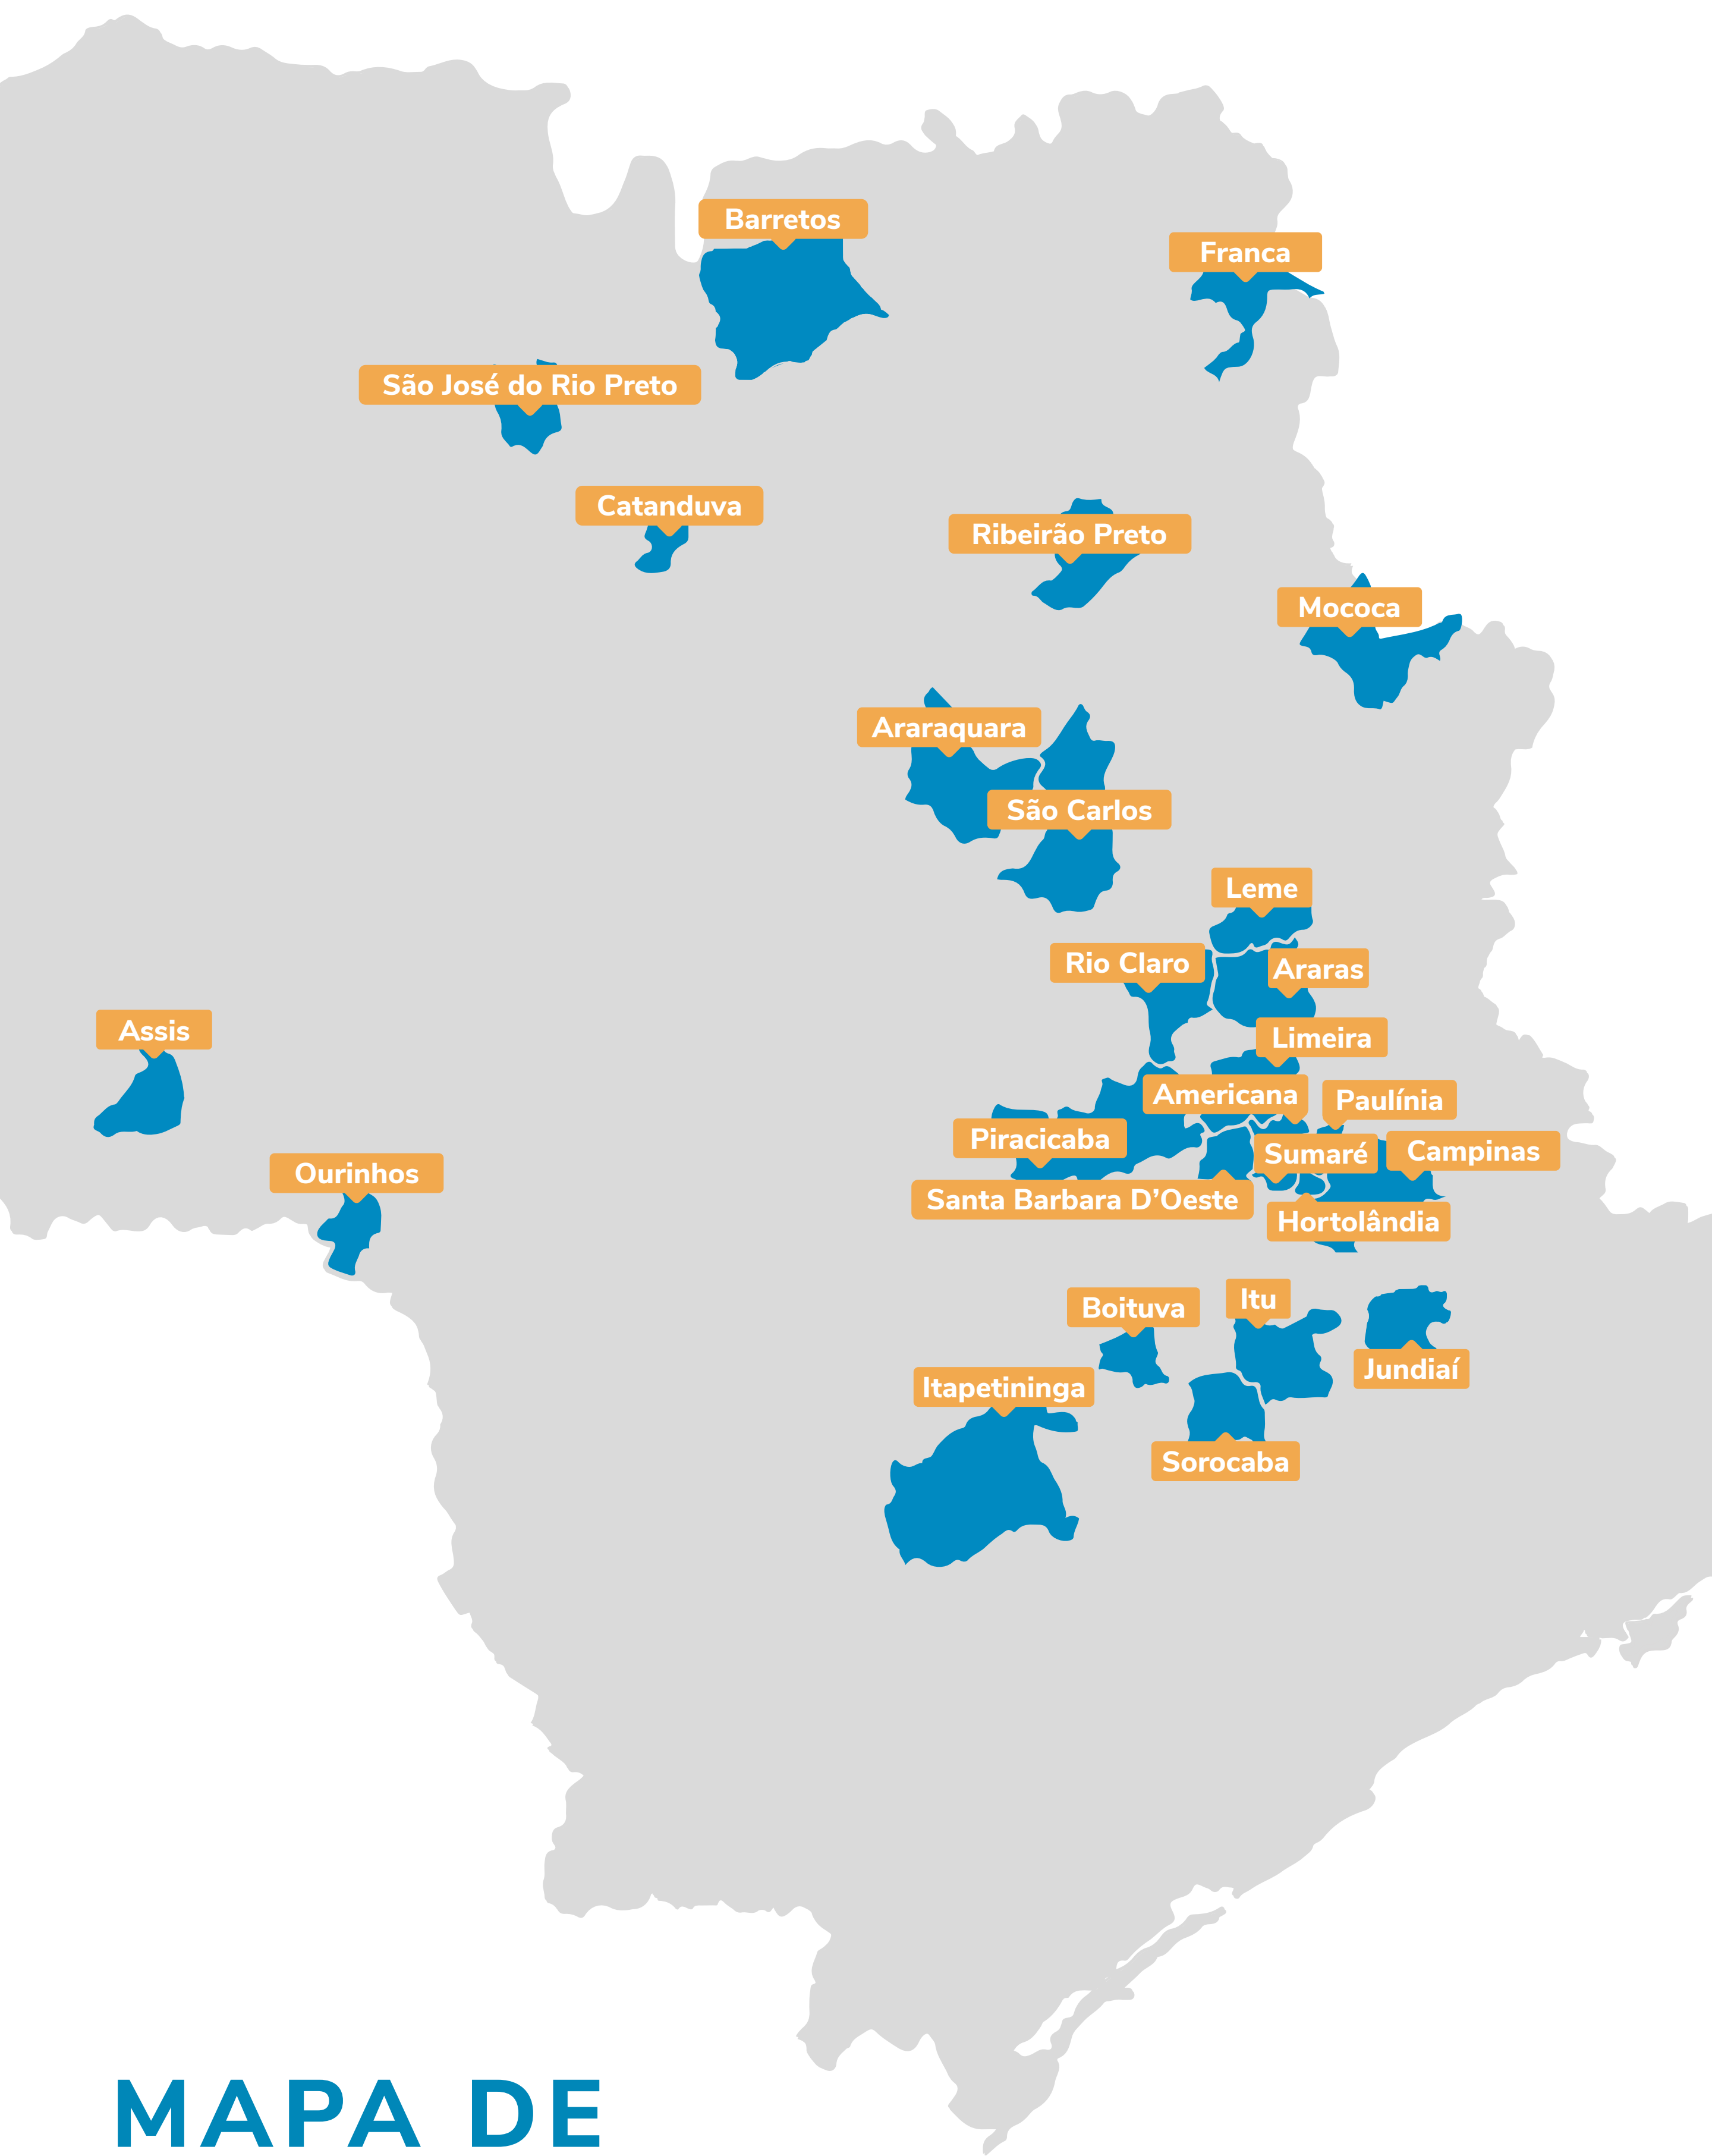 Barretos
Franca
São José do Rio Preto
Catanduva
Ribeirão Preto
Mococa
Araraquara
São Carlos
Leme
Rio Claro
Araras
Assis
Limeira
Americana
Paulínia
Piracicaba
Sumaré
Campinas
Ourinhos
Santa Barbara D'Oeste
Hortolândia
Boituva
Itu
Jundiaí
Itapetininga
Sorocaba
MAPA DE